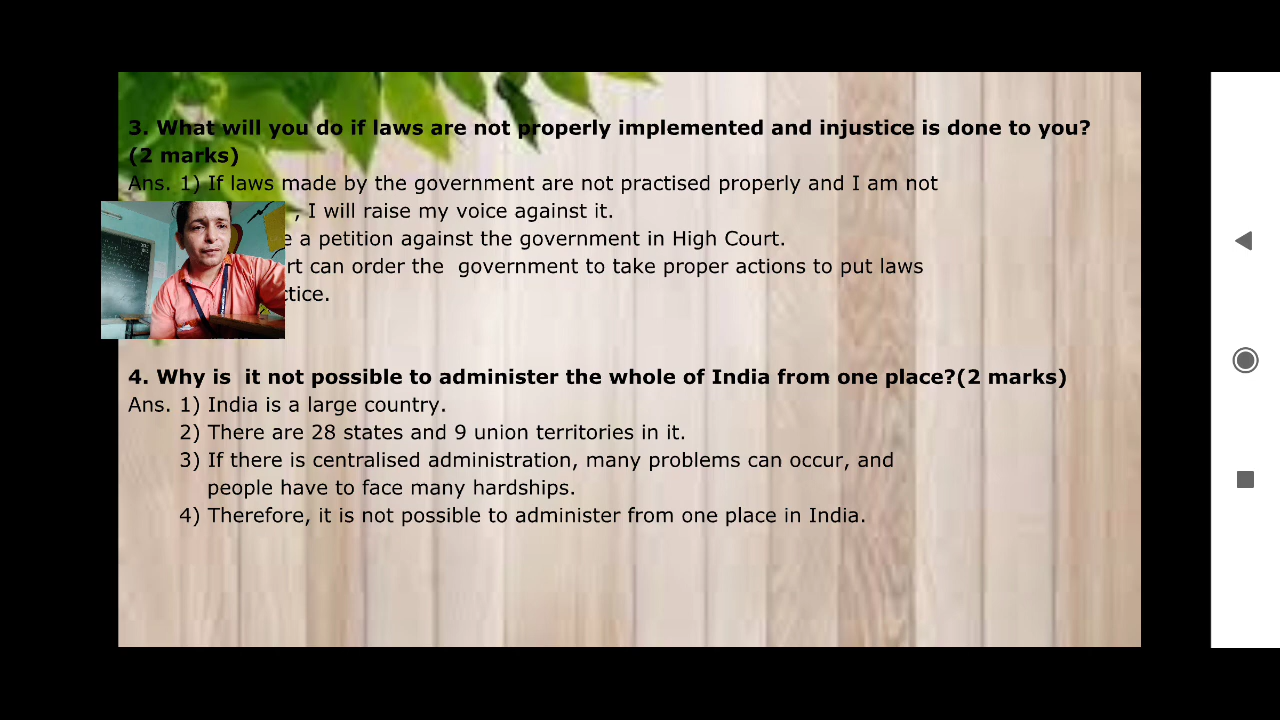 3. What will you do if laws are not properly implemented and injustice is done to you?
(2 marks)
Ans. 1) If laws made by the government are not practised properly and I am not
, I will raise my voice against it.
a petition against the government in High Court.
can order the government to take proper actions to put laws
4. Why is it not possible to administer the whole of India from one place?(2 marks)
Ans. 1) India is a large country.
2) There are 28 states and 9 union territories in it.
3) If there is centralised administration, many problems can occur, and
people have to face many hardships.
4) Therefore, it is not possible to administer from one place in India.